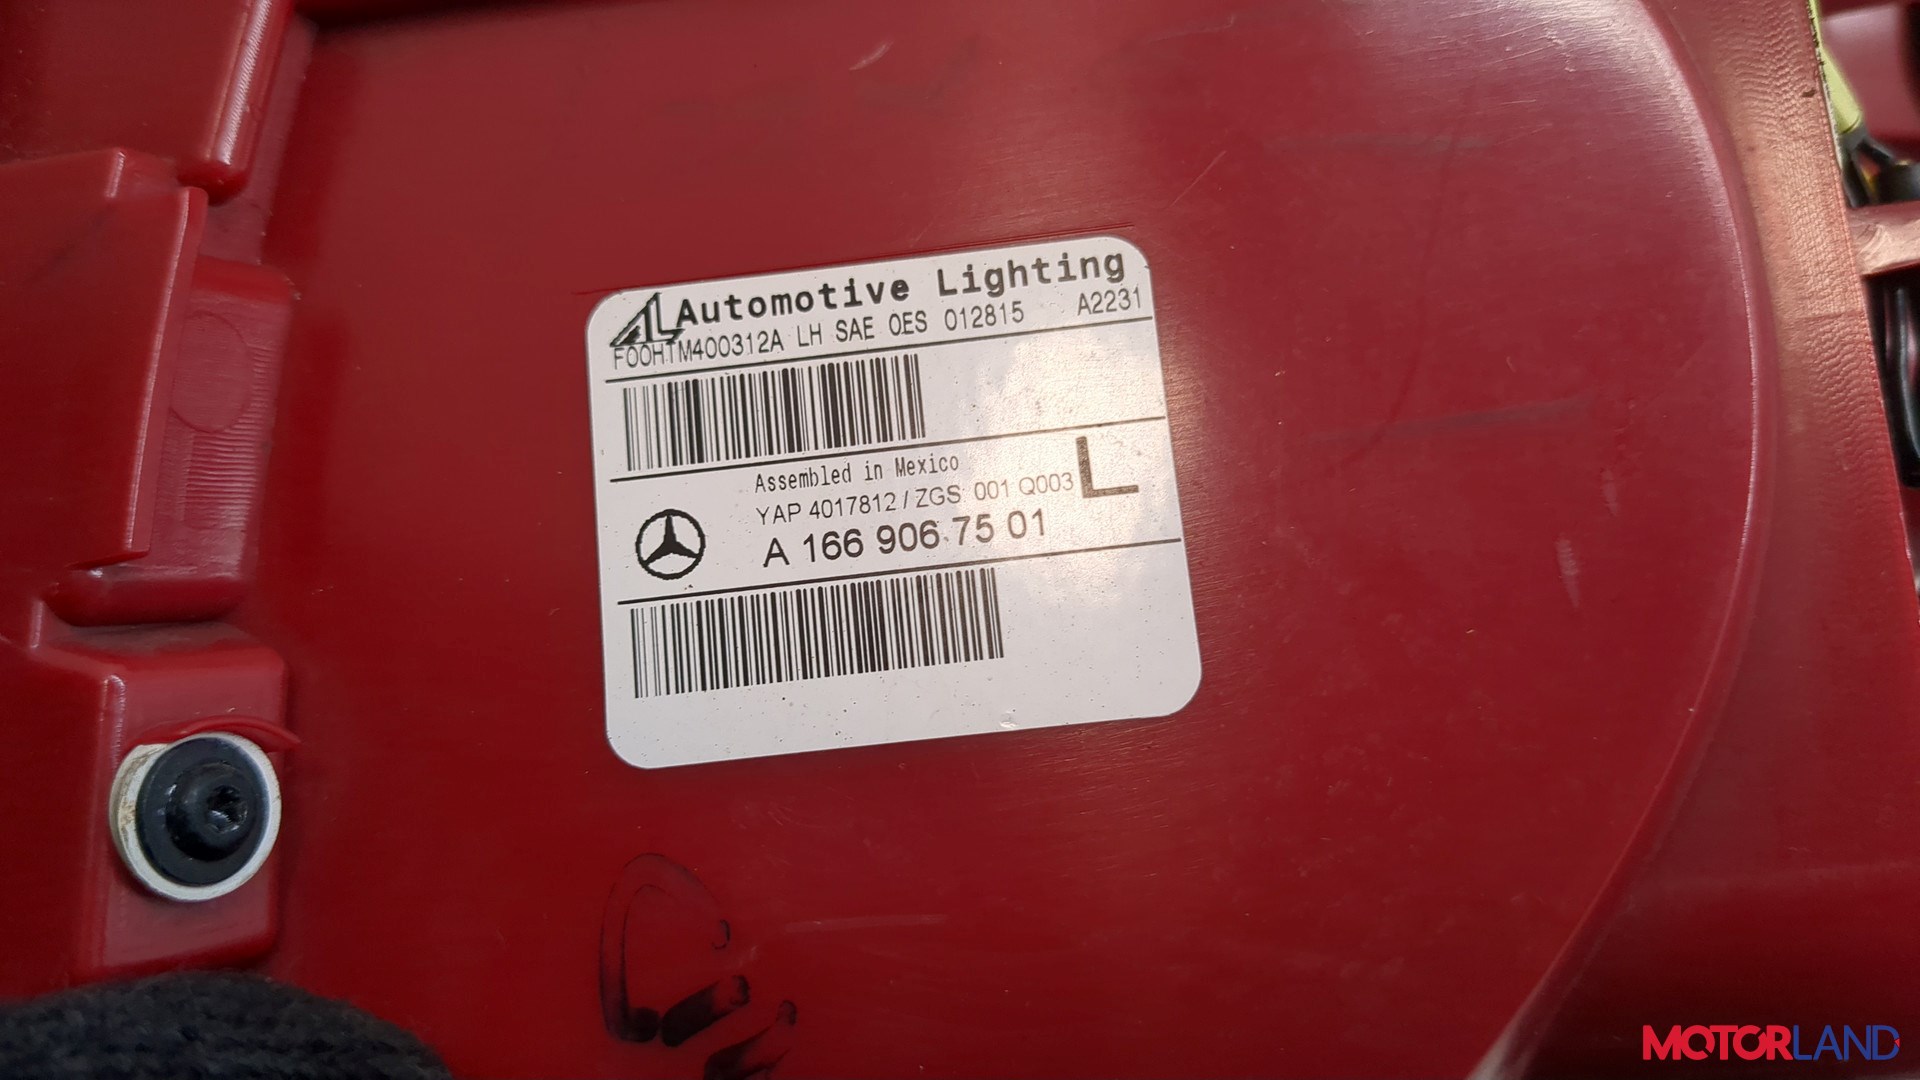 AL Automotive Lighting
F00HTM400312A LH SAE OES 012815 A2231
Assembled in Mexico
YAP 4017812/ZGS 001 Q003 L
A 166 906 75 01
MOTORLAND